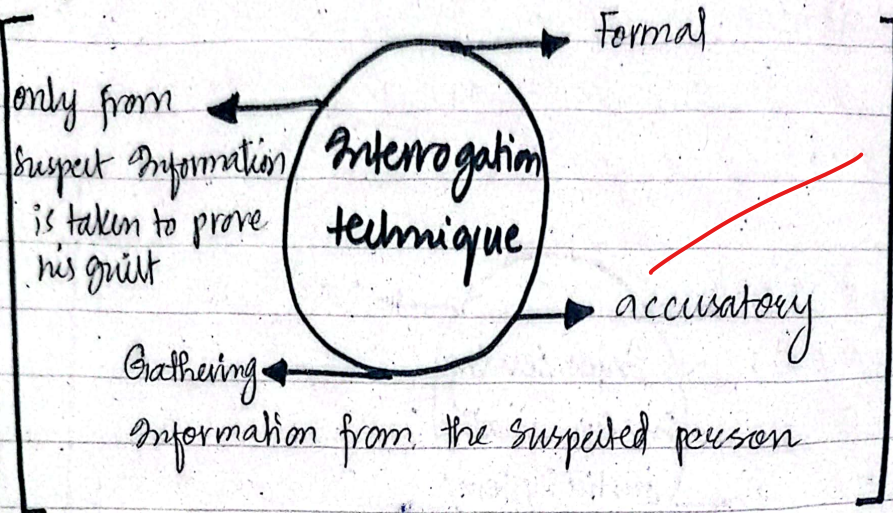 Formal
only from
suspect Information
is taken to prove
his guilt
Interrogation
technique
accusatory
Gathering
Information from the suspected person